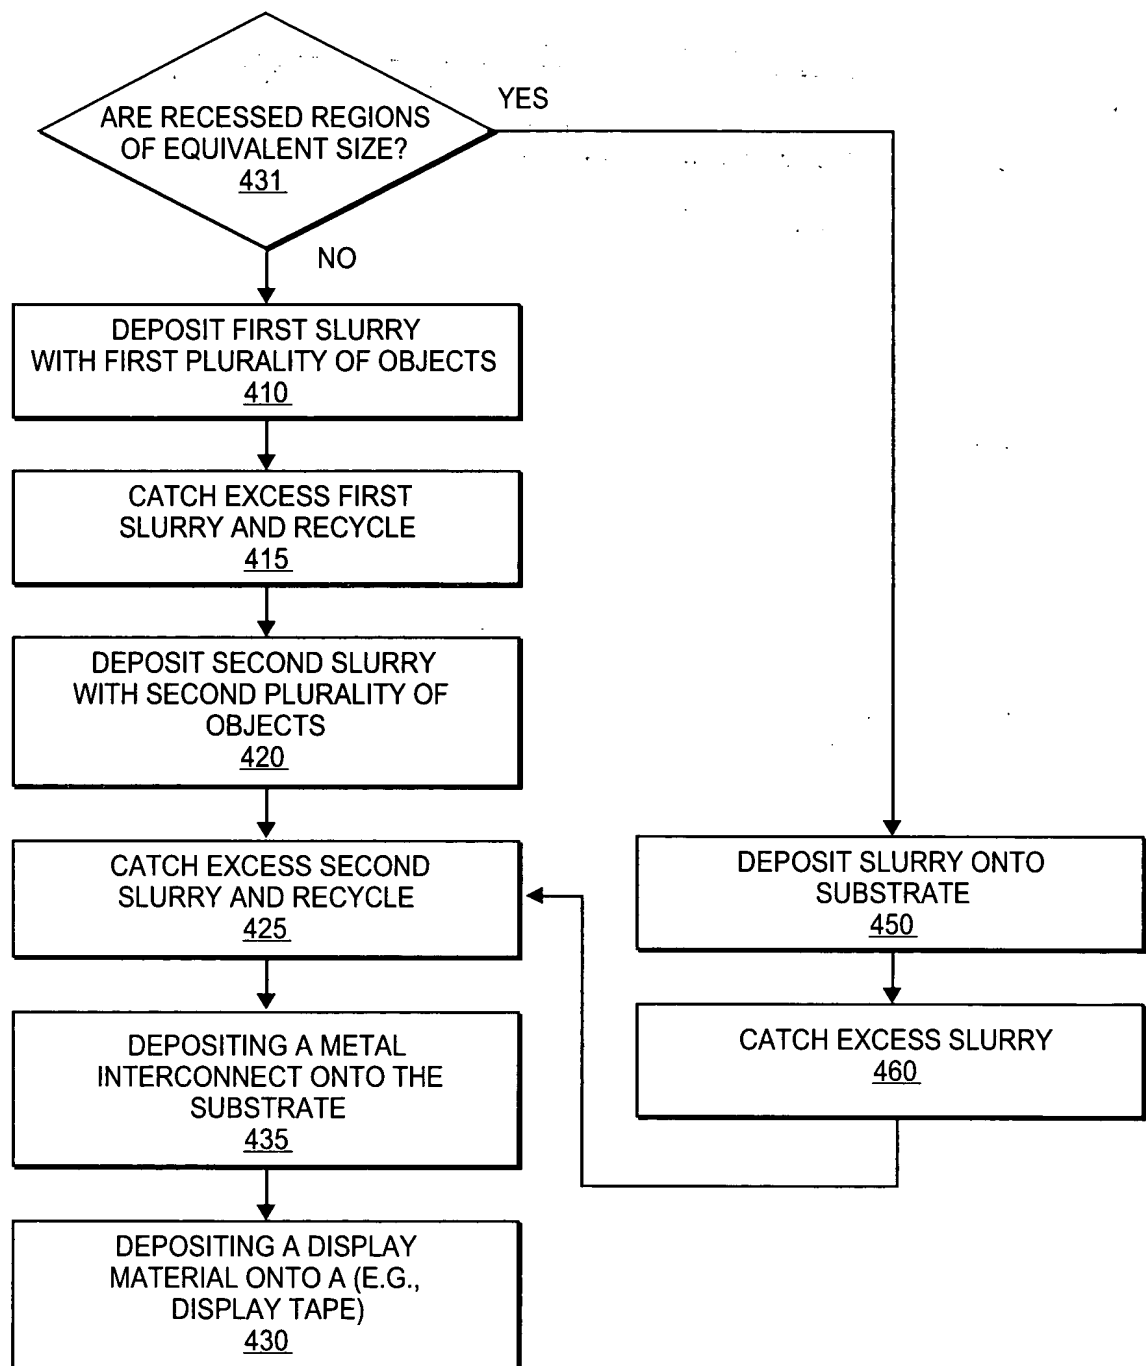 ARE RECESSED REGIONS
OF EQUIVALENT SIZE?
431
YES
NO
DEPOSIT FIRST SLURRY
WITH FIRST PLURALITY OF OBJECTS
410
CATCH EXCESS FIRST
SLURRY AND RECYCLE
415
DEPOSIT SECOND SLURRY
WITH SECOND PLURALITY OF
OBJECTS
420
CATCH EXCESS SECOND
SLURRY AND RECYCLE
425
DEPOSITING A METAL
INTERCONNECT ONTO THE
SUBSTRATE
435
DEPOSITING A DISPLAY
MATERIAL ONTO A (E.G.,
DISPLAY TAPE)
430
DEPOSIT SLURRY ONTO
SUBSTRATE
450
CATCH EXCESS SLURRY
460